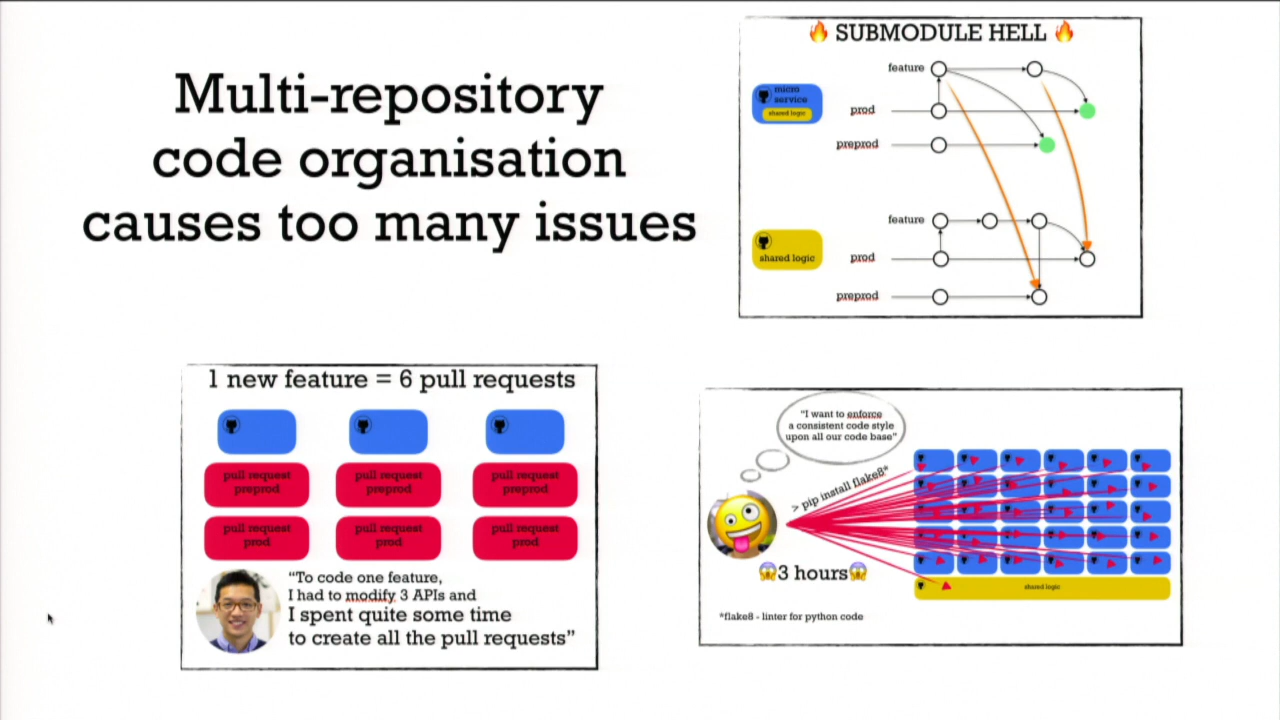 Multi-repository
code organisation
causes too many issues
🔥 SUBMODULE HELL 🔥
feature
micro
service
shared logic
prod
preprod
feature
shared logic
prod
preprod
1 new feature = 6 pull requests
pull request
preprod
pull request
preprod
pull request
preprod
pull request
prod
pull request
prod
pull request
prod
“To code one feature,
I had to modify 3 APIs and
I spent quite some time
to create all the pull requests”
“I want to enforce
a consistent code style
upon all our code base”
> pip install flake8*
😱3 hours😱
shared logic
*flake8 - linter for python code